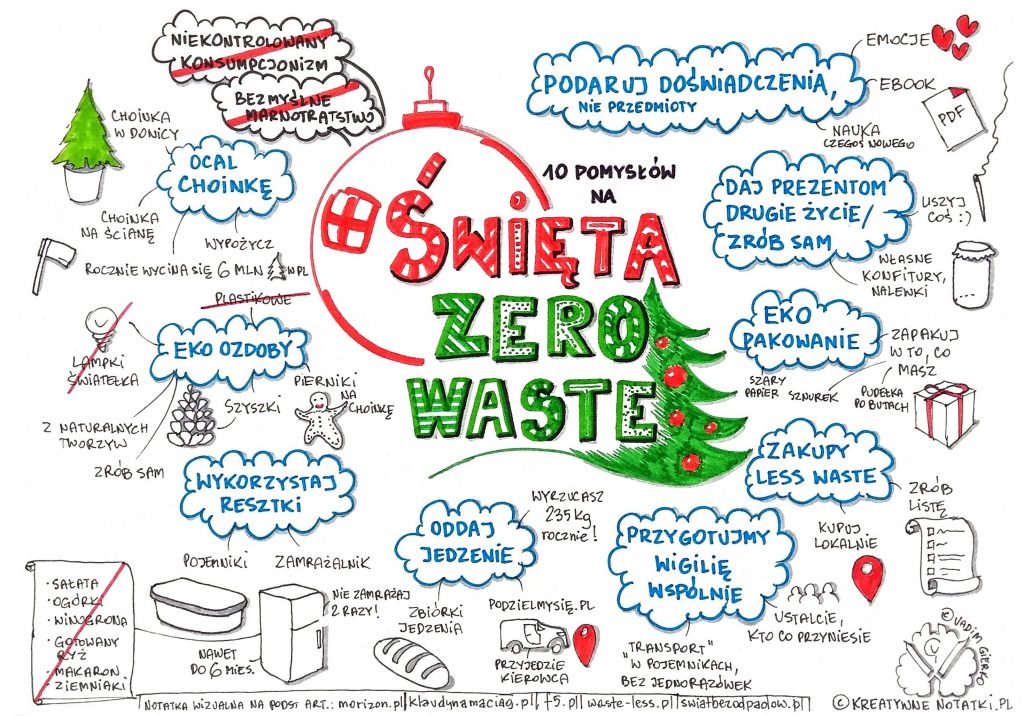 NIEKONTROLOWANY
KONSUMPCJONIZM
BEZMYŚLNE
MARNOTRATSTWO
10 POMYSŁÓW
NA
ŚWIĘTA
ZERO
WASTE
CHOINKA
W DONICY
OCAL
CHOINKĘ
CHOINKA
NA ŚCIANĘ
WYPOŻYCZ
ROCZNIE WYCINA SIĘ 6 MLN W PL
PLASTIKOWE
EKO OZDOBY
LAMPKI
ŚWIATEŁKA
Z NATURALNYCH
TWORZYW
ZRÓB SAM
SZYSZKI
PIERNIKI
NA
CHOINKĘ
WYKORZYSTAJ
RESZTKI
POJEMNIKI
ZAMRAŻALNIK
· SAŁATA
· OGÓRKI
· WINOGRONA
· GOTOWANY
RYŻ
· MAKARON
· ZIEMNIAKI
NAWET
DO 6 MIES.
NIE ZAMRAŻAJ
2 RAZY!
ODDAJ
JEDZENIE
WYRZUCASZ
235 kg
rocznie!
ZBIÓRKI
JEDZENIA
PODZIELMYSIĘ.PL
PRZYJEDZIE
KIEROWCA
PRZYGOTUJMY
WIGILIĘ
WSPÓLNIE
"TRANSPORT"
W POJEMNIKACH,
BEZ JEDNORAZÓWEK
USTALCIE,
KTO CO PRZYNIESIE
ZAKUPY
LESS WASTE
ZRÓB
LISTĘ
KUPUJ
LOKALNIE
EKO
PAKOWANIE
SZARY
PAPIER
SZNUREK
ZAPAKUJ
W TO, CO
MASZ
PUDEŁKA
PO BUTACH
DAJ PREZENTOM
DRUGIE ŻYCIE/
ZRÓB SAM
USZYJ
COŚ :)
WŁASNE
KONFITURY,
NALEWKI
PODARUJ DOŚWIADCZENIA,
NIE PRZEDMIOTY
EMOCJE
EBOOK
PDF
NAUKA
CZEGOŚ NOWEGO
NOTATKA WIZUALNA NA PODST ART.: morizon.pl | klaudynamaciag.pl | f5.pl | waste-less.pl | swiatbezodpadow.pl |
© VADIM GIERKO
© KREATYWNE NOTATKI.PL